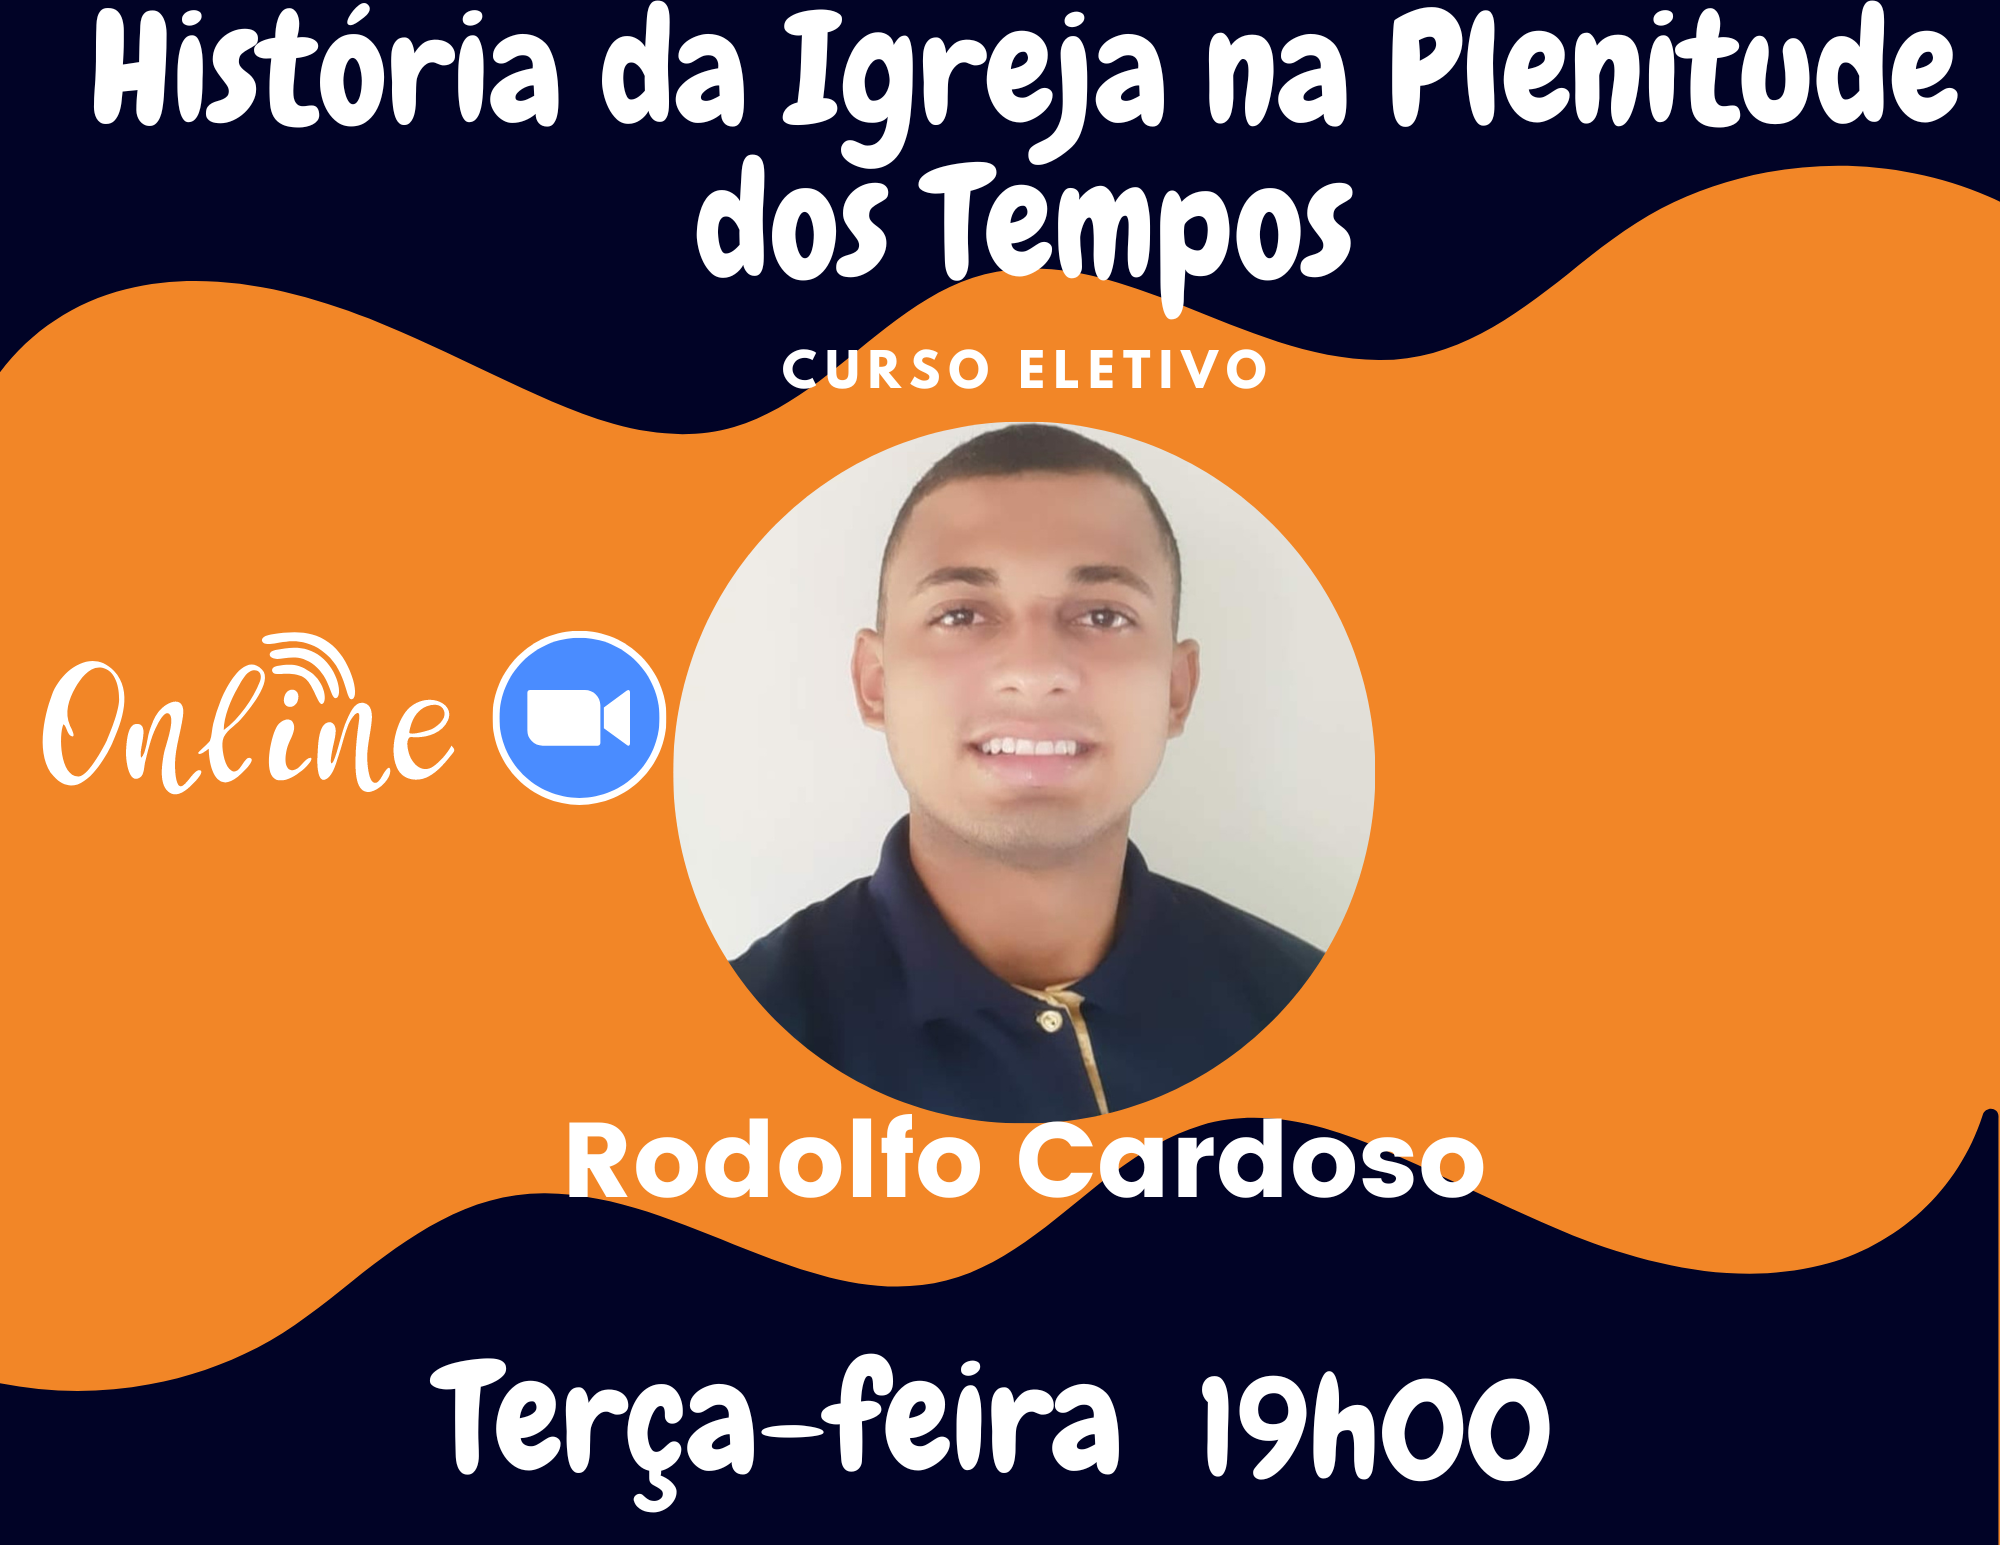 História da Igreja na Plenitude
dos Tempos
CURSO ELETIVO
Online
Rodolfo Cardoso
Terça-feira 19h00